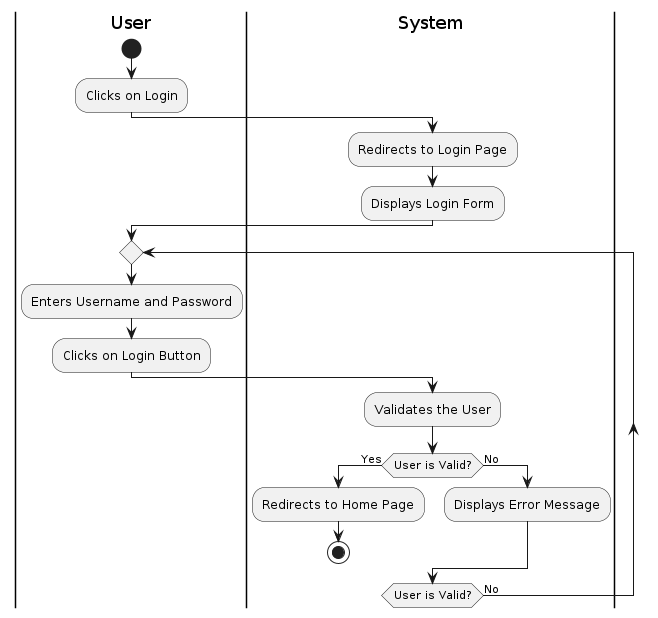 User
System
Clicks on Login
Redirects to Login Page
Displays Login Form
Enters Username and Password
Clicks on Login Button
Validates the User
Yes
User is Valid?
No
Redirects to Home Page
Displays Error Message
User is Valid?
No